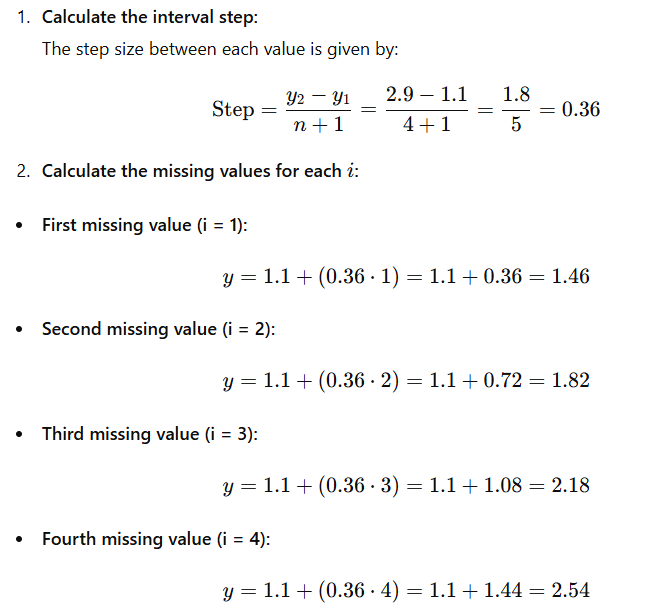 1. Calculate the interval step:
The step size between each value is given by:
Step = \frac{y_2 - y_1}{n + 1} = \frac{2.9 - 1.1}{4 + 1} = \frac{1.8}{5} = 0.36
2. Calculate the missing values for each i:
• First missing value (i = 1):
y = 1.1 + (0.36 · 1) = 1.1 + 0.36 = 1.46
• Second missing value (i = 2):
y = 1.1 + (0.36 · 2) = 1.1 + 0.72 = 1.82
• Third missing value (i = 3):
y = 1.1 + (0.36 · 3) = 1.1 + 1.08 = 2.18
• Fourth missing value (i = 4):
y = 1.1 + (0.36 · 4) = 1.1 + 1.44 = 2.54